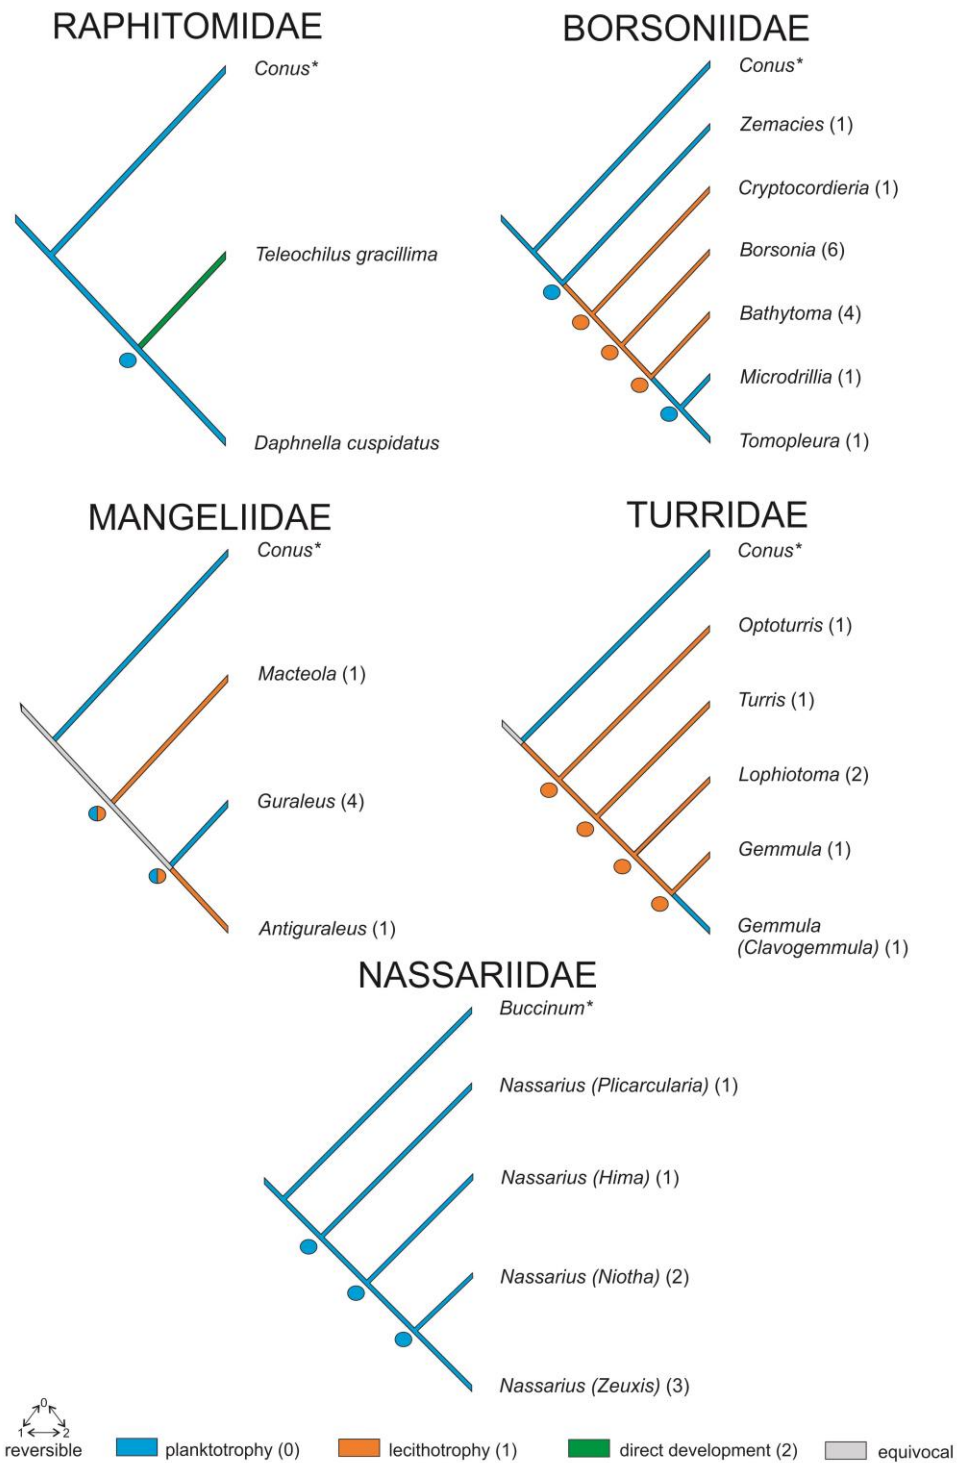 RAPHITOMIDAE
Conus*
Teleochilus gracillima
Daphnella cuspidatus
BORSONIIDAE
Conus*
Zemacies (1)
Cryptocordieria (1)
Borsonia (6)
Bathytoma (4)
Microdrillia (1)
Tomopleura (1)
MANGELIIDAE
Conus*
Macteola (1)
Guraleus (4)
Antiguraleus (1)
TURRIDAE
Conus*
Optoturris (1)
Turris (1)
Lophiotoma (2)
Gemmula (1)
Gemmula
(Clavogemmula) (1)
NASSARIIDAE
Buccinum*
Nassarius (Plicarcularia) (1)
Nassarius (Hima) (1)
Nassarius (Niotha) (2)
Nassarius (Zeuxis) (3)
0
1 2
reversible
planktotrophy (0)
lecithotrophy (1)
direct development (2)
equivocal